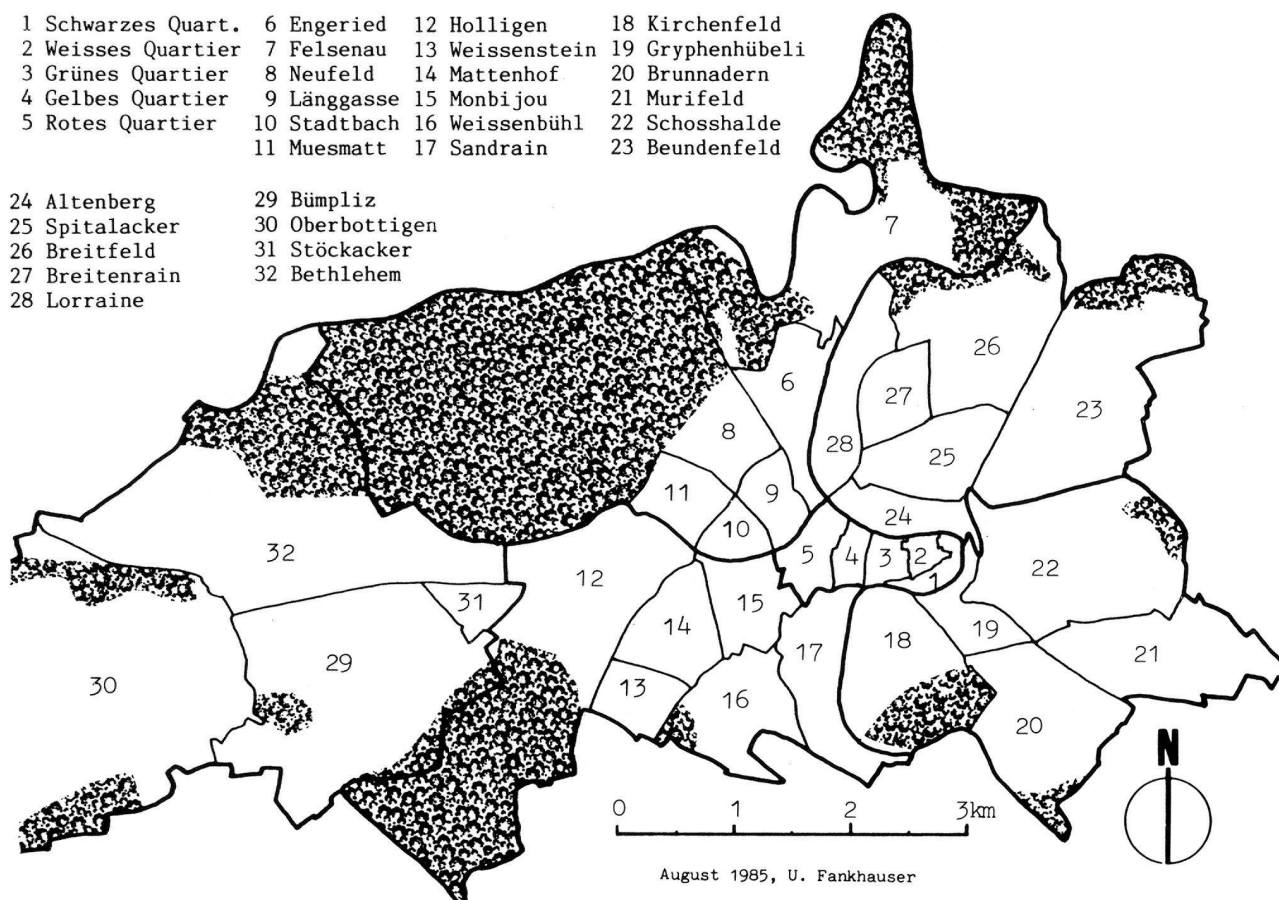 1 Schwarzes Quart.
2 Weisses Quartier
3 Grünes Quartier
4 Gelbes Quartier
5 Rotes Quartier
6 Engeried
7 Felsenau
8 Neufeld
9 Länggasse
10 Stadtbach
11 Muesmatt
12 Holligen
13 Weissenstein
14 Mattenhof
15 Monbijou
16 Weissenbühl
17 Sandrain
18 Kirchenfeld
19 Gryphenhübeli
20 Brunnadern
21 Murifeld
22 Schosshalde
23 Beundenfeld
24 Altenberg
25 Spitalacker
26 Breitfeld
27 Breitenrain
28 Lorraine
29 Bümpliz
30 Oberbottigen
31 Stöckacker
32 Bethlehem
7
26
6
27
23
8
28
25
11
9
10
24
32
5
4
3
2
12
22
1
31
15
14
19
29
18
17
21
30
13
16
20
N
0 1 2 3km
August 1985, U. Fankhauser